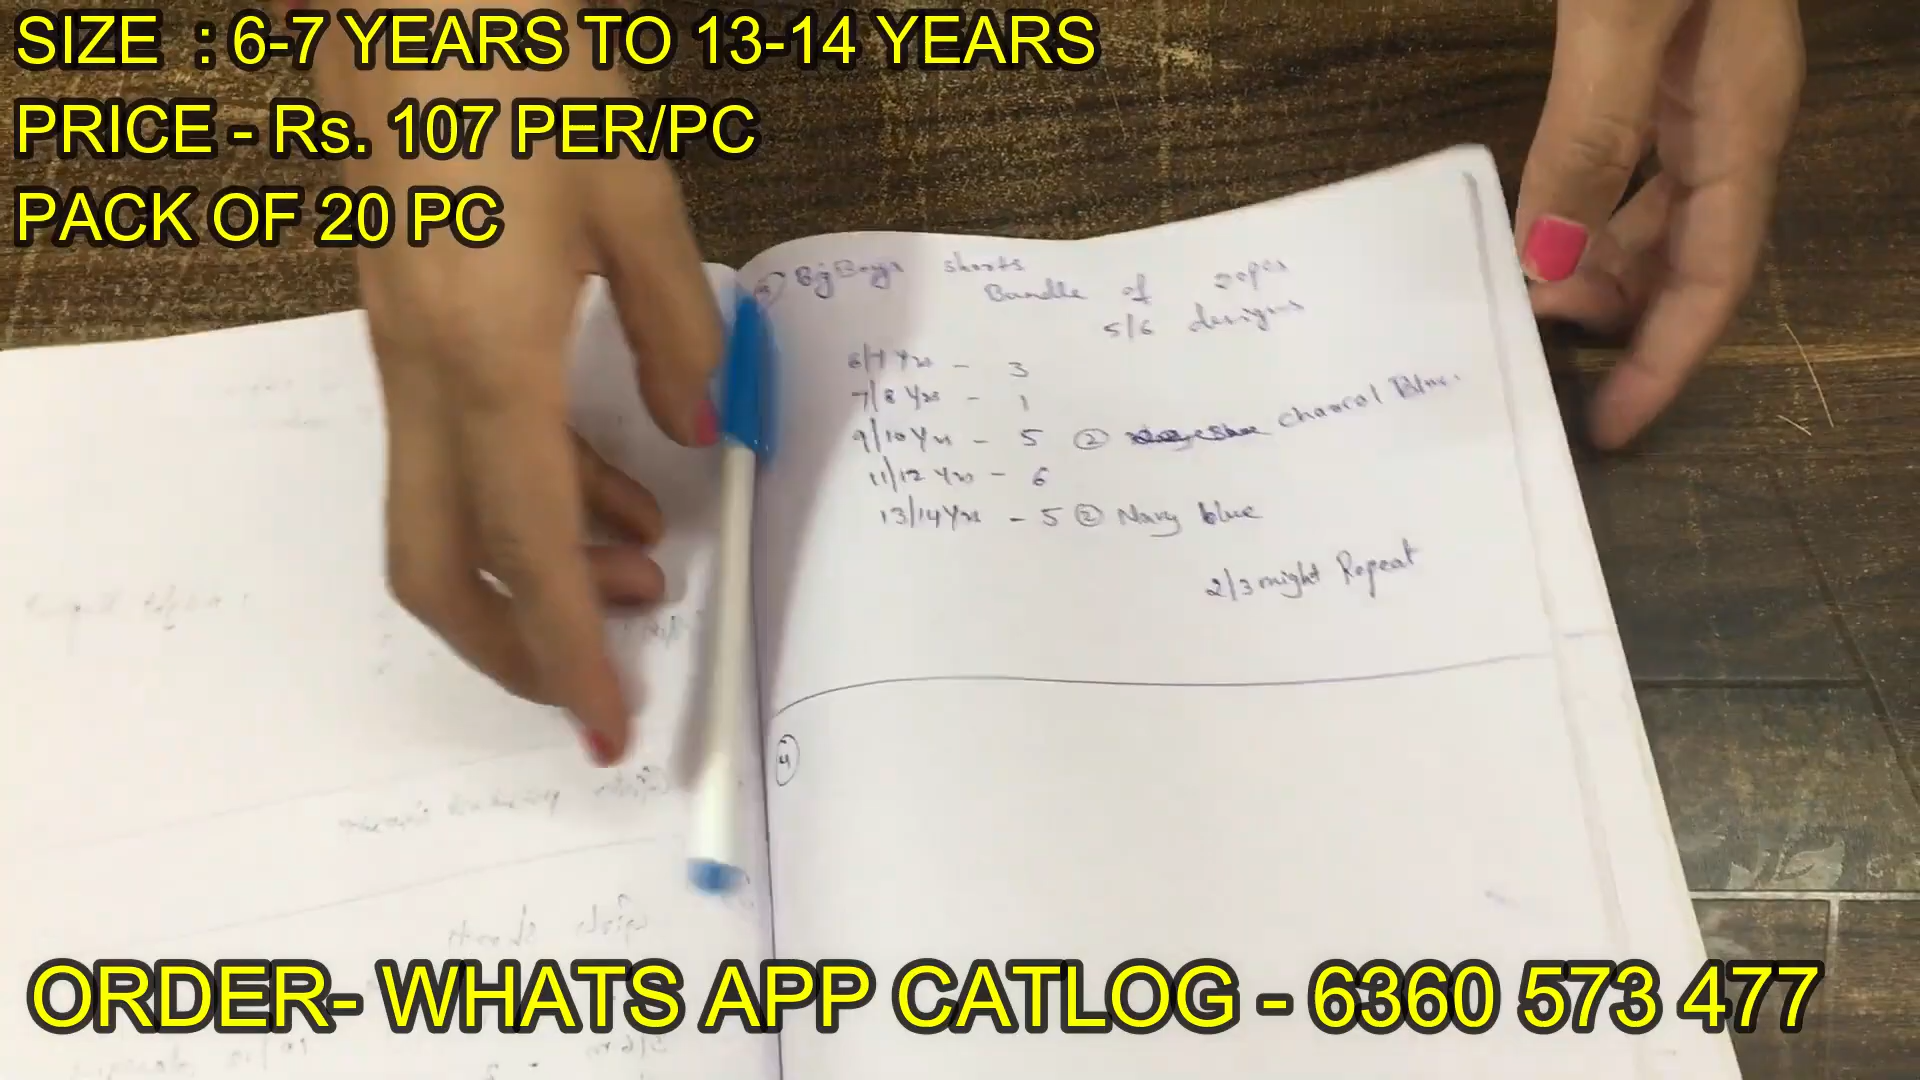 SIZE : 6-7 YEARS TO 13-14 YEARS
PRICE - Rs. 107 PER/PC
PACK OF 20 PC
Big Boys shorts
Bundle of 20pcs
5/6 designs
6/7 Yrs - 3
7/8 Yrs - 1
9/10 Yrs - 5 ② charcol Blue.
11/12 Yrs - 6
13/14 Yrs - 5 ② Navy blue
2/3 might Repeat
4
ORDER- WHATS APP CATLOG - 6360 573 477